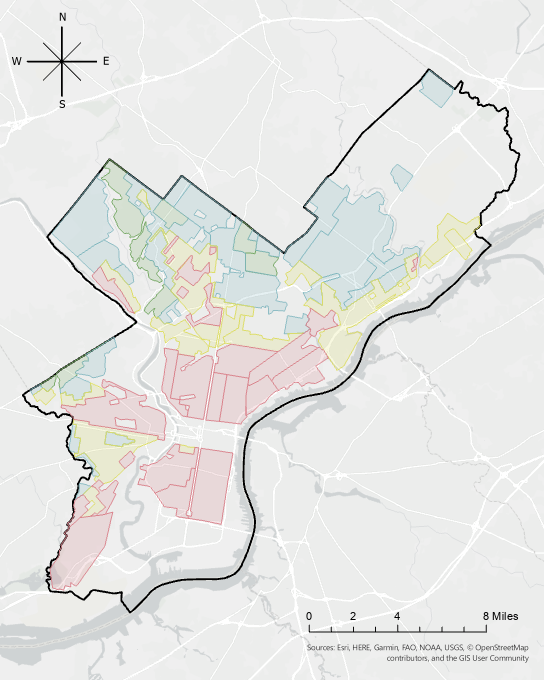 N
W E
S
0 2 4 8 Miles
Sources: Esri, HERE, Garmin, FAO, NOAA, USGS, © OpenStreetMap
contributors, and the GIS User Community